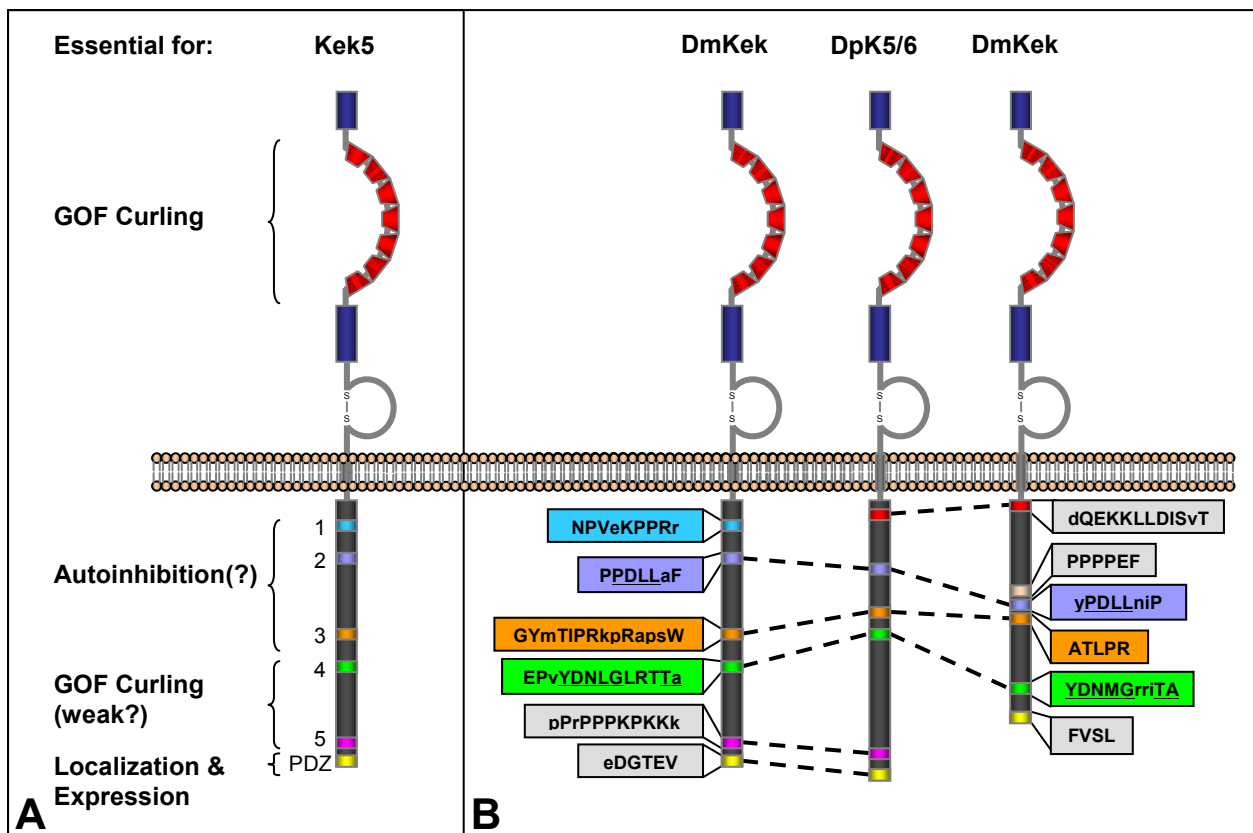 Essential for:
Kek5
GOF Curling
S
S
1
2
Autoinhibition(?)
3
4
GOF Curling
(weak?)
5
PDZ
Localization &
Expression
A
DmKek
DpK5/6
DmKek
S
S
S
S
S
S
NPVeKPPRr
PPDLLaF
GYmTIPRkpRapsW
EPvYDNLGLRTTa
pPrPPPKPKKk
eDGTEV
dQEKKLLDISvT
PPPPEF
yPDLLniP
ATLPR
YDNMGrriTA
FVSL
B